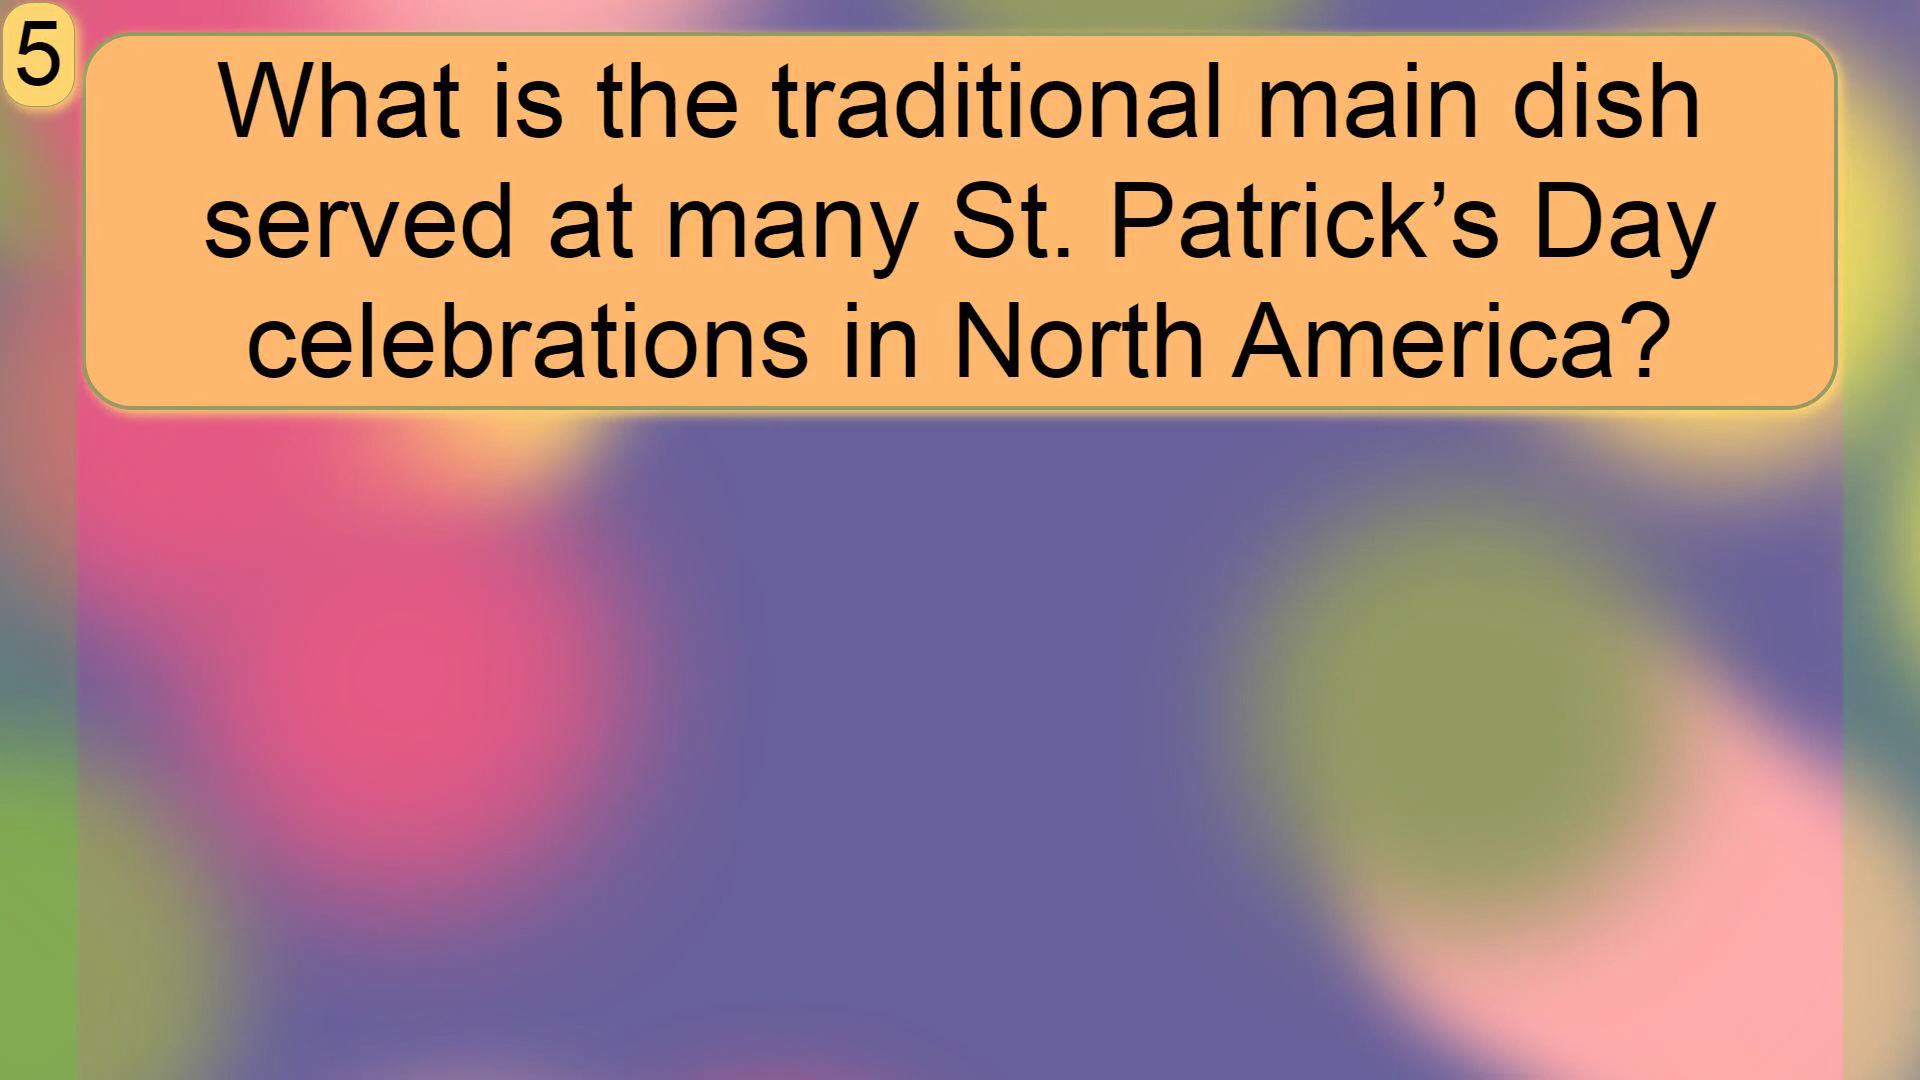 5
What is the traditional main dish
served at many St. Patrick’s Day
celebrations in North America?